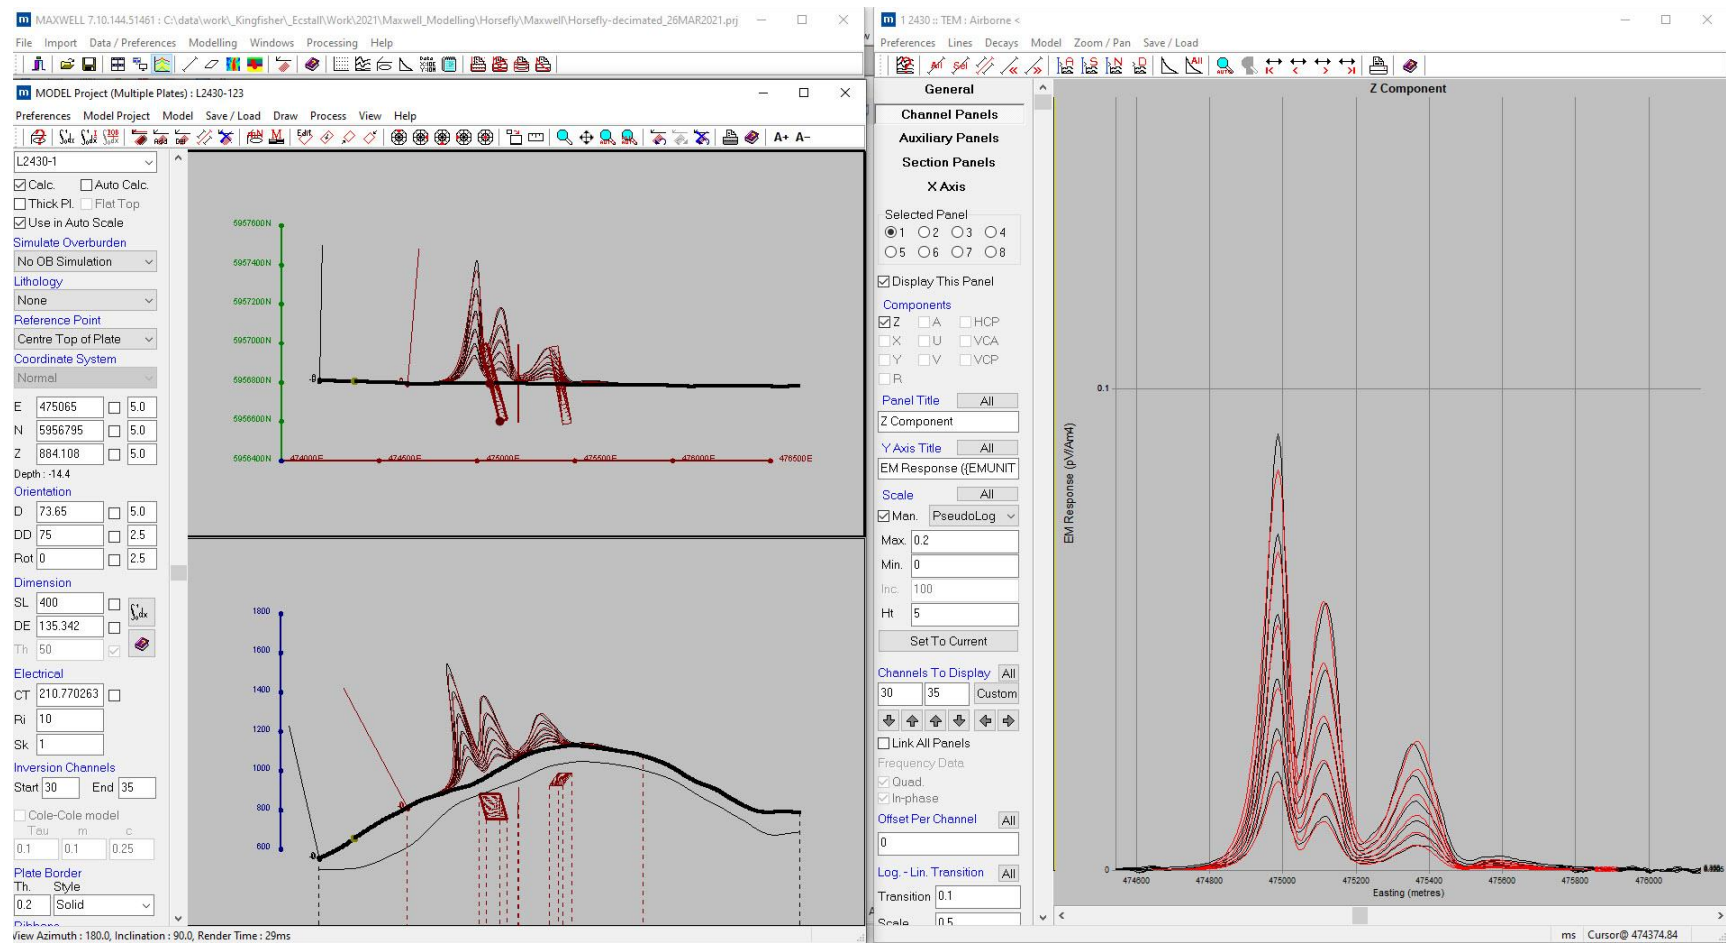 MAXWELL 7.10.144.51461 : C:\data\work\_Kingfisher\_Ecstall\Work\2021\Maxwell_Modelling\Horsefly\Maxwell\Horsefly-decimated_26MAR2021.prj
File Import Data / Preferences Modelling Windows Processing Help
MODEL Project (Multiple Plates) : L2430-123
Preferences Model Project Model Save / Load Draw Process View Help
A+ A-
L2430-1
Calc. Auto Calc.
Thick Pl. Flat Top
Use in Auto Scale
Simulate Overburden
No OB Simulation
Lithology
None
Reference Point
Centre Top of Plate
Coordinate System
Normal
E 475065 5.0
N 5956795 5.0
Z 884.108 5.0
Depth : -14.4
Orientation
D 73.65 5.0
DD 75 2.5
Rot 0 2.5
Dimension
SL 400
DE 135.342
Th 50
Electrical
CT 210.770263
Ri 10
Sk 1
Inversion Channels
Start 30 End 35
Cole-Cole model
Tau m c
0.1 0.1 0.25
Plate Border
Th. Style
0.2 Solid
Ribbons
View Azimuth : 180.0, Inclination : 90.0, Render Time : 29ms
5957600N
5957400N
5957200N
5957000N
5956800N
5956600N
5956400N
474000E 474500E 475000E 475500E 476000E 476500E
1800
1600
1400
1200
1000
800
600
1 2430 :: TEM : Airborne <
Preferences Lines Decays Model Zoom / Pan Save / Load
General
Channel Panels
Auxiliary Panels
Section Panels
X Axis
Selected Panel
1 2 3 4
5 6 7 8
Display This Panel
Components
Z A HCP
X U VCA
Y V VCP
R
Panel Title All
Z Component
Y Axis Title All
EM Response ({EMUNIT
Scale All
Man. PseudoLog
Max. 0.2
Min. 0
Inc. 100
Ht 5
Set To Current
Channels To Display All
30 35 Custom
Link All Panels
Frequency Data
Quad.
In-phase
Offset Per Channel All
0
Log. - Lin. Transition All
Transition 0.1
Scale 0.5
Z Component
EM Response (pV/Am4)
0.1
0
474600 474800 475000 475200 475400 475600 475800 476000
Easting (metres)
ms Cursor@ 474374.84